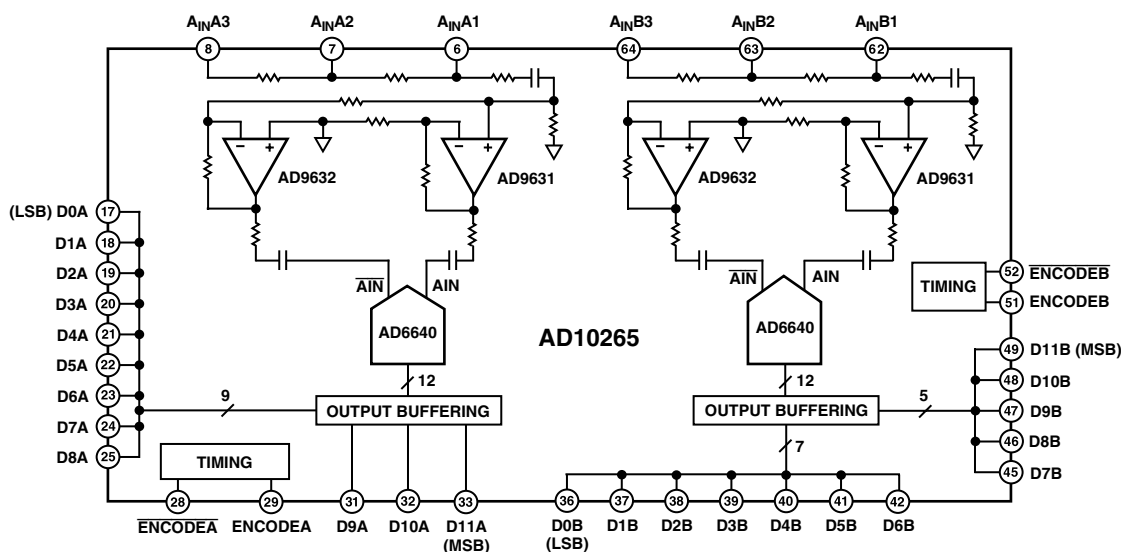 AINA3 AINA2 AINA1 AINB3 AINB2 AINB1
8 7 6 64 63 62
− + − + − + − +
AD9632 AD9631 AD9632 AD9631
(LSB) D0A 17
D1A 18
D2A 19
D3A 20
D4A 21
D5A 22
D6A 23
D7A 24
D8A 25
AIN AIN
AD6640
12
9
OUTPUT BUFFERING
TIMING
AD10265
AIN AIN
AD6640
12
OUTPUT BUFFERING
5
7
TIMING
52 ENCODEB
51 ENCODEB
49 D11B (MSB)
48 D10B
47 D9B
46 D8B
45 D7B
28 29 31 32 33 36 37 38 39 40 41 42
ENCODEA ENCODEA D9A D10A D11A D0B D1B D2B D3B D4B D5B D6B
(MSB) (LSB)